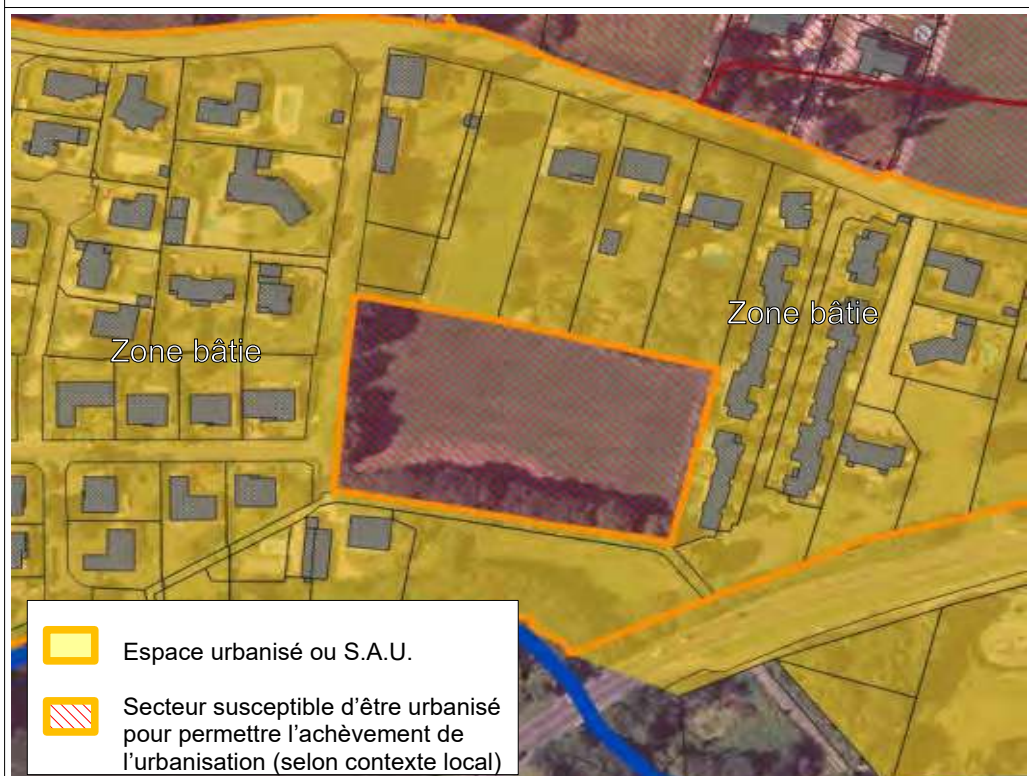 Zone bâtie
Zone bâtie
Espace urbanisé ou S.A.U.
Secteur susceptible d’être urbanisé
pour permettre l’achèvement de
l’urbanisation (selon contexte local)